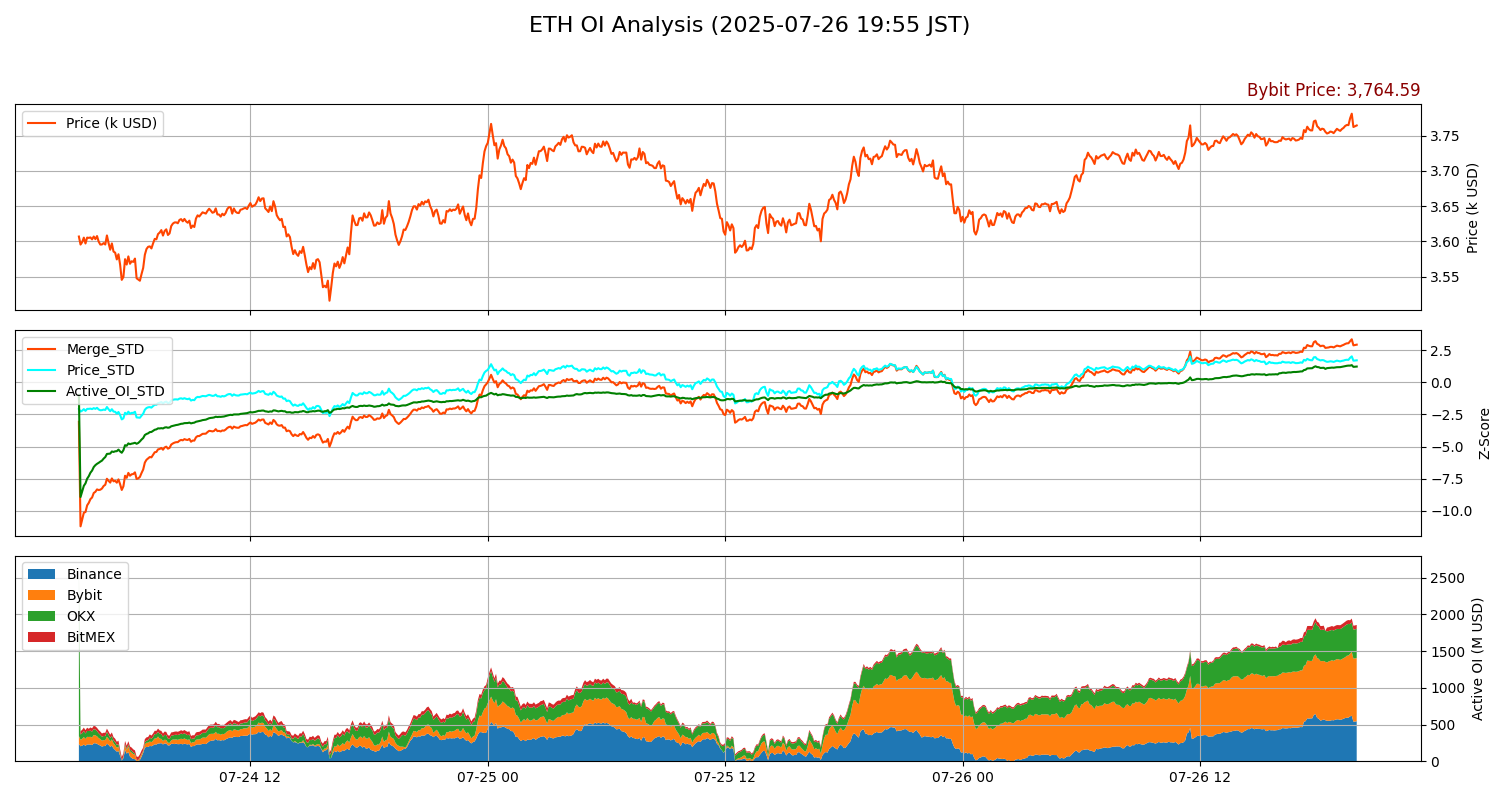 ETH OI Analysis (2025-07-26 19:55 JST)
Bybit Price: 3,764.59
Price (k USD)
3.75
3.70
3.65
3.60
3.55
Price (k USD)
Merge_STD
Price_STD
Active_OI_STD
2.5
0.0
−2.5
−5.0
−7.5
−10.0
Z-Score
Binance
Bybit
OKX
BitMEX
2500
2000
1500
1000
500
0
Active OI (M USD)
07-24 12
07-25 00
07-25 12
07-26 00
07-26 12